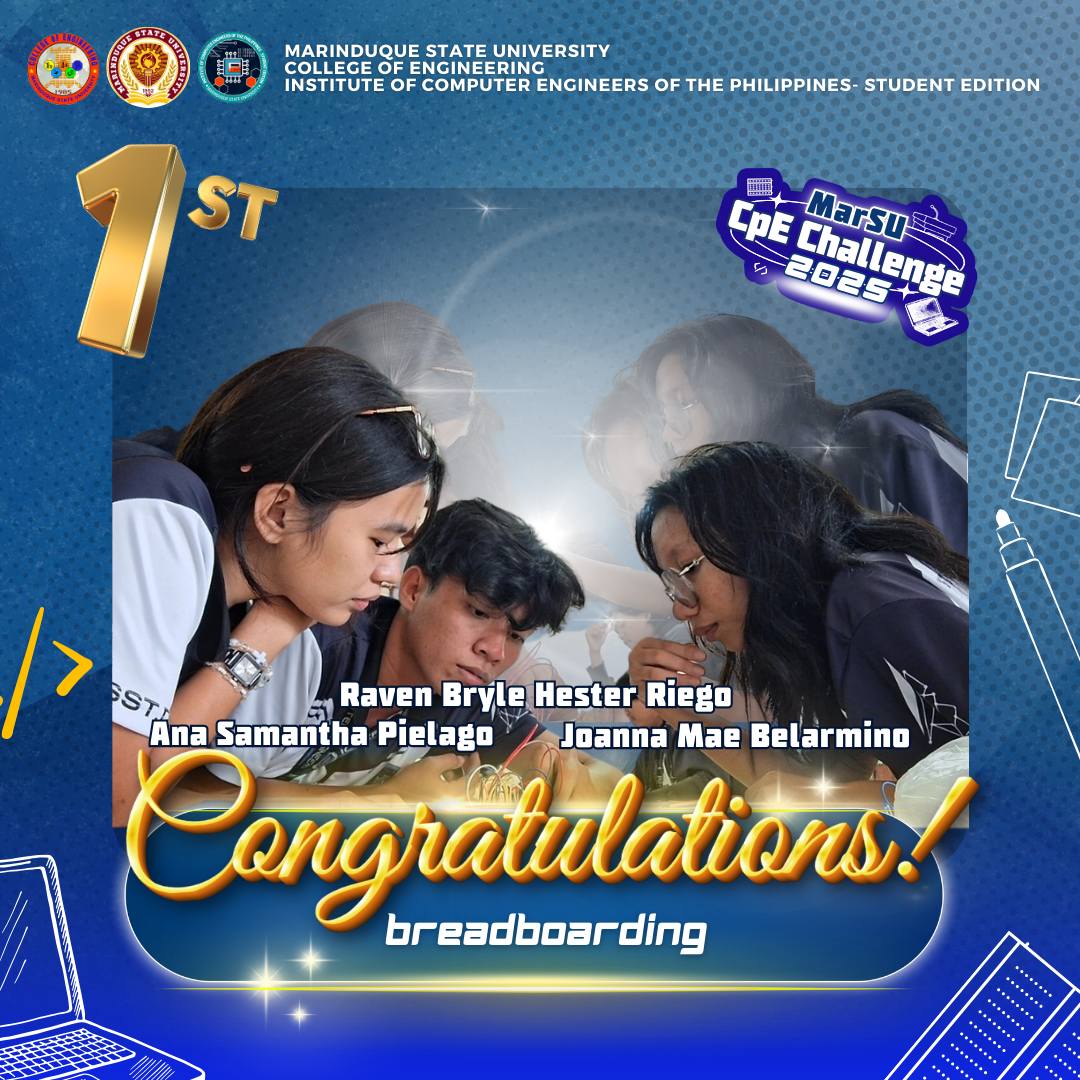 MARINDUQUE STATE UNIVERSITY
COLLEGE OF ENGINEERING
INSTITUTE OF COMPUTER ENGINEERS OF THE PHILIPPINES- STUDENT EDITION
1ST
MarSU
CpE Challenge
2025
Raven Bryle Hester Riego
Ana Samantha Pielago
Joanna Mae Belarmino
Congratulations!
breadboarding